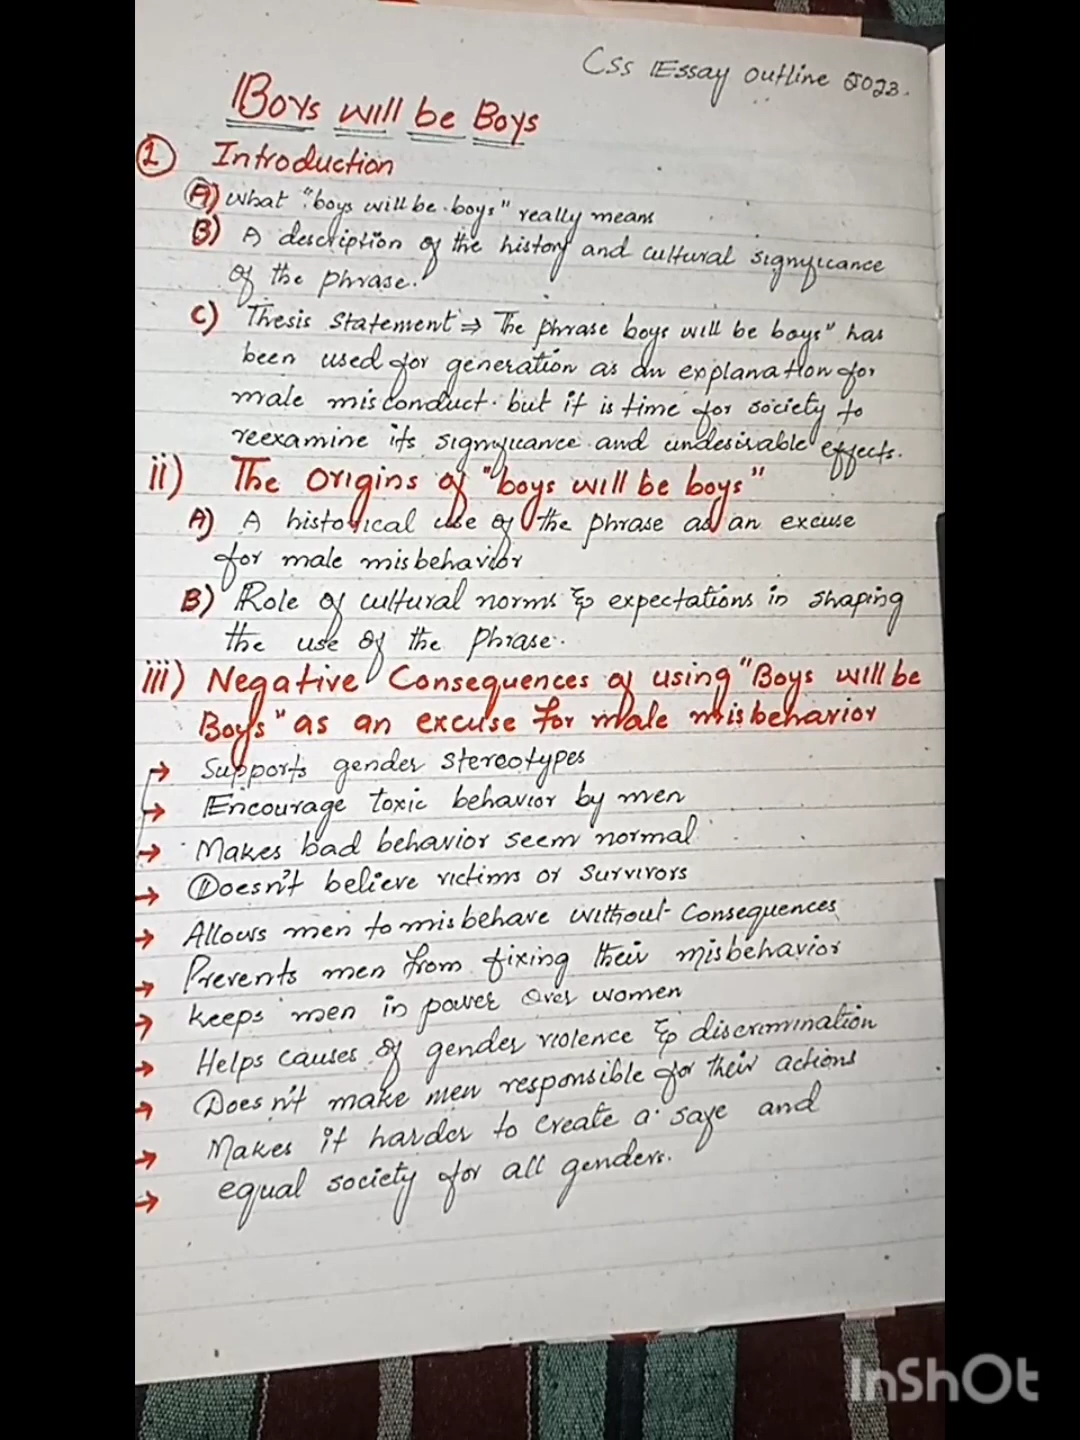 Css Essay Outline 2023.
Boys will be Boys
1 Introduction
A) What "boys will be boys" really means
B) A description of the history and cultural significance
of the phrase.
C) Thesis Statement ⇒ The phrase boys will be boys" has
been used for generation as an explanation for
male misconduct. but it is time for society to
reexamine its significance and undesirable effects.
ii) The Origins of "boys will be boys"
A) A historical use of the phrase as an excuse
for male misbehavior
B) Role of cultural norms & expectations in shaping
the use of the phrase.
iii) Negative Consequences of using "Boys will be
Boys" as an excuse for male misbehavior
→ Supports gender stereotypes
→ Encourage toxic behavior by men
→ Makes bad behavior seem normal
→ Doesn't believe victims or survivors
→ Allows men to misbehave without Consequences
→ Prevents men from fixing their misbehavior
→ keeps men in power over women
→ Helps causes of gender violence & discrimination
→ Doesn't make men responsible for their actions
→ Makes it harder to create a safe and
→ equal society for all genders.
InShOt